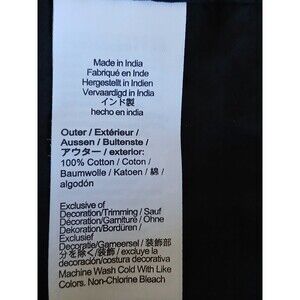 Made in India
Fabriqué en Inde
Hergestellt in Indien
Vervaardigd in India
インド製
hecho en india
Outer / Extérieur /
Aussen / Buitenste /
アウター / exterior:
100% Cotton / Coton /
Baumwolle / Katoen / 綿 /
algodón
Exclusive of
Decoration/Trimming / Sauf
Décoration/Garniture / Ohne
Dekoration/Bordüren /
Exclusief
Decoratie/Garneersel / 装飾部
分を除く/装飾 / excluye la
decoración/costura decorativa
Machine Wash Cold With Like
Colors. Non-Chlorine Bleach